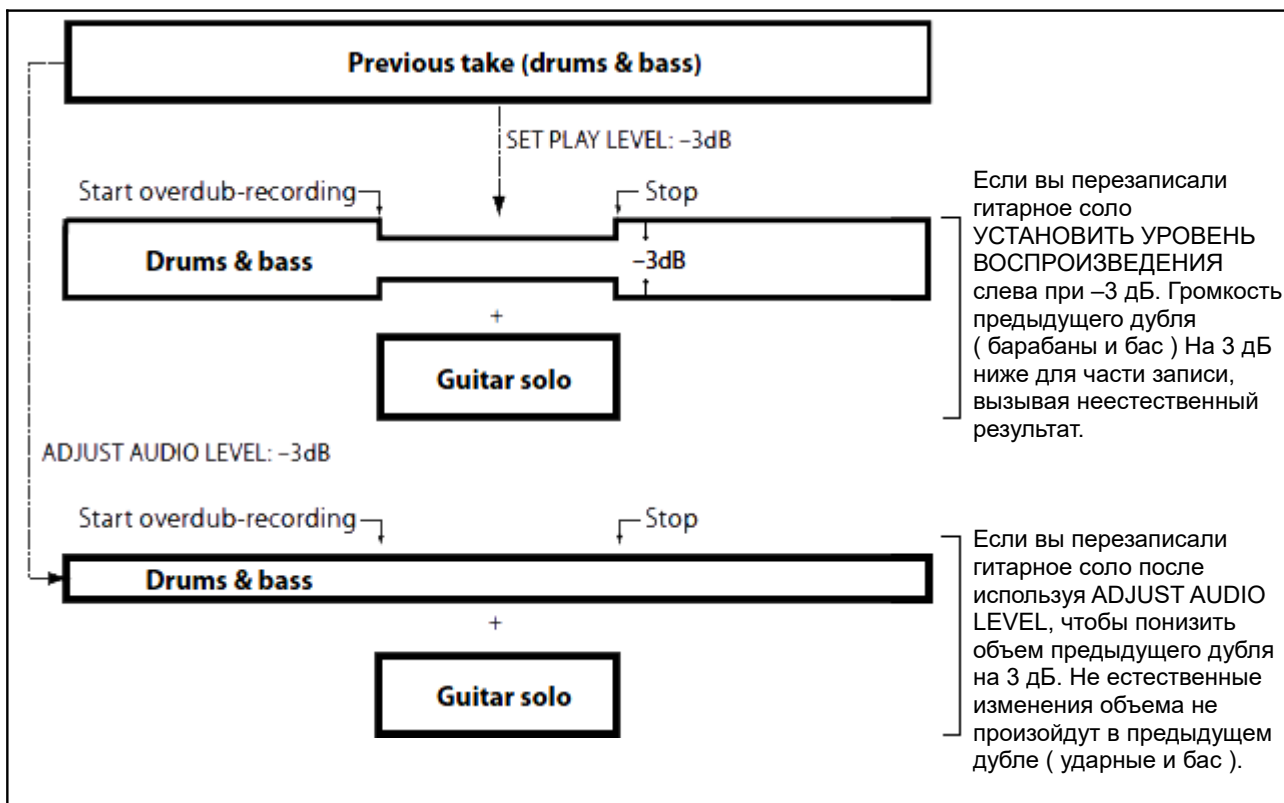 Previous take (drums & bass)
SET PLAY LEVEL: –3dB
Start overdub-recording
Stop
Drums & bass
–3dB
+
Guitar solo
Если вы перезаписали
гитарное соло
УСТАНОВИТЬ УРОВЕНЬ
ВОСПРОИЗВЕДЕНИЯ
слева при –3 дБ. Громкость
предыдущего дубля
( барабаны и бас ) На 3 дБ
ниже для части записи,
вызывая неестественный
результат.
ADJUST AUDIO LEVEL: –3dB
Start overdub-recording
Stop
Drums & bass
+
Guitar solo
Если вы перезаписали
гитарное соло после
используя ADJUST AUDIO
LEVEL, чтобы понизить
объем предыдущего дубля
на 3 дБ. Не естественные
изменения объема не
произойдут в предыдущем
дубле ( ударные и бас ).